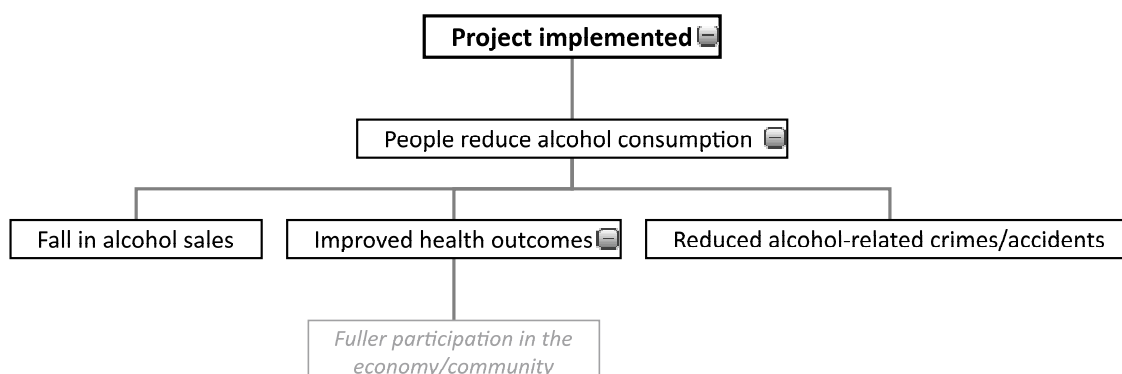 Project implemented
People reduce alcohol consumption
Fall in alcohol sales
Improved health outcomes
Reduced alcohol-related crimes/accidents
Fuller participation in the
economy/community